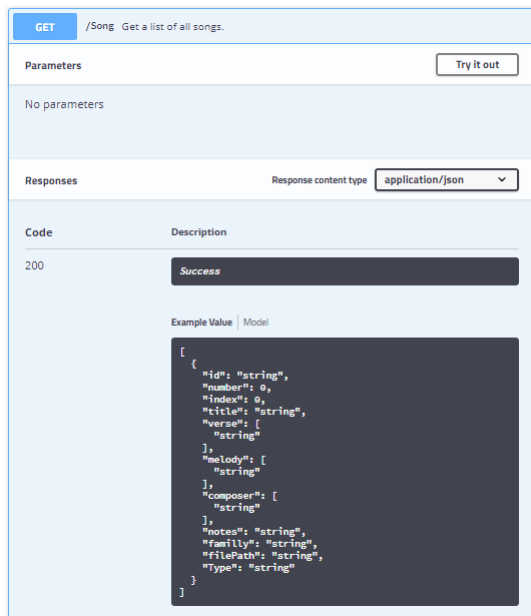 GET /Song Get a list of all songs.
Parameters Try it out
No parameters
Responses Response content type application/json
Code Description
200 Success
Example Value Model
[
  {
    "id": "string",
    "number": 0,
    "index": 0,
    "title": "string",
    "verse": [
      "string"
    ],
    "melody": [
      "string"
    ],
    "composer": [
      "string"
    ],
    "notes": "string",
    "familly": "string",
    "filePath": "string",
    "Type": "string"
  }
]